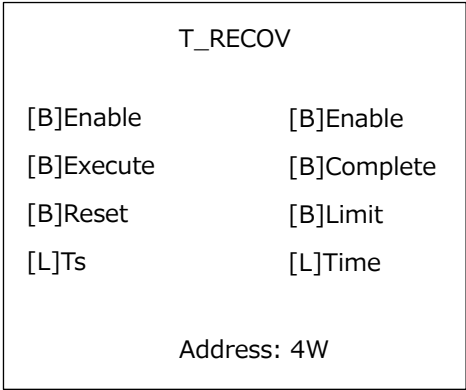 T_RECOV
[B]Enable [B]Enable
[B]Execute [B]Complete
[B]Reset [B]Limit
[L]Ts [L]Time
Address: 4W